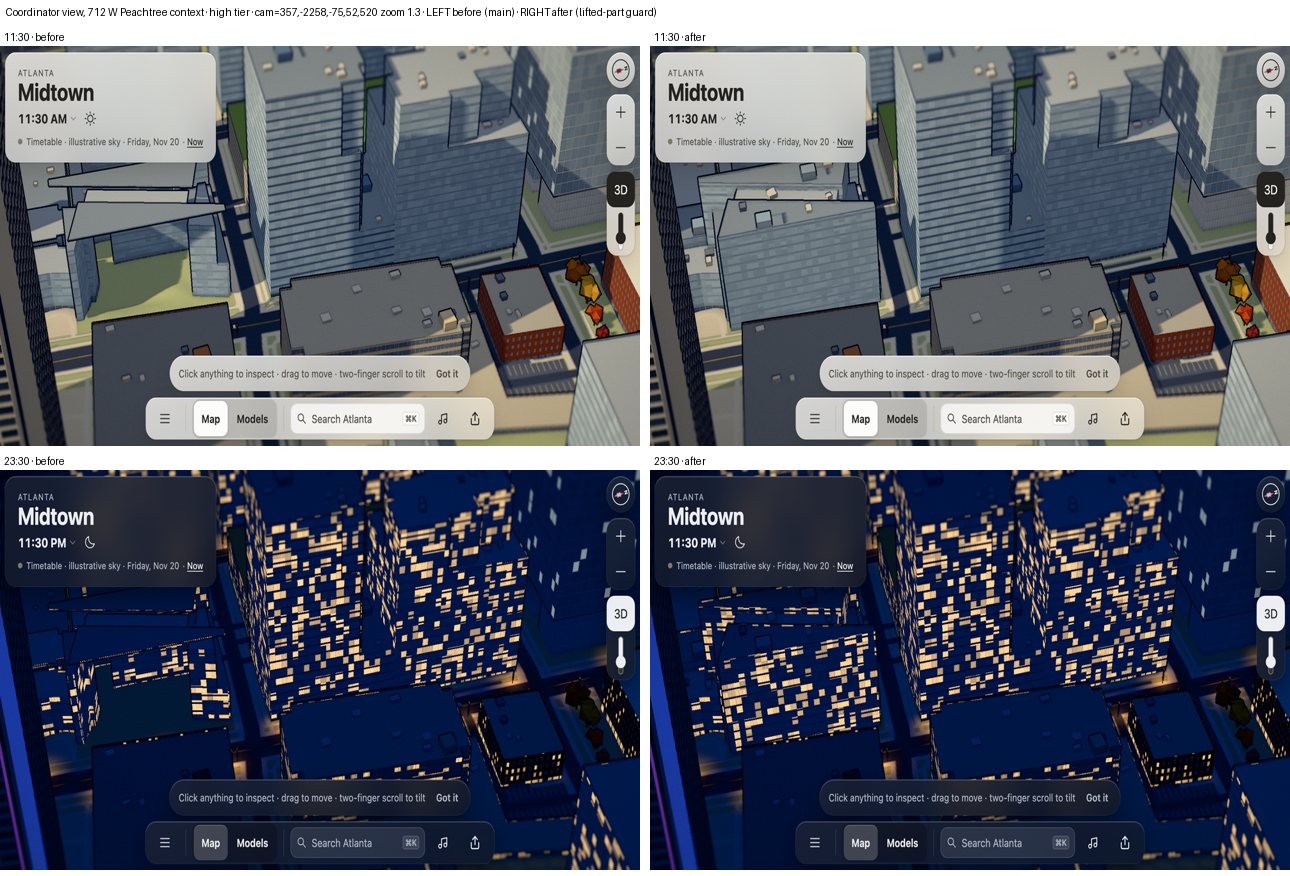 Coordinator view, 712 W Peachtree context · high tier · cam=357,-2258,-75,52,520 zoom 1.3 · LEFT before (main) · RIGHT after (lifted-part guard)
11:30 · before
11:30 · after
ATLANTA
Midtown
11:30 AM
Timetable · illustrative sky · Friday, Nov 20 · Now
+
−
3D
Click anything to inspect · drag to move · two-finger scroll to tilt Got it
Map Models Search Atlanta ⌘K
ATLANTA
Midtown
11:30 AM
Timetable · illustrative sky · Friday, Nov 20 · Now
+
−
3D
Click anything to inspect · drag to move · two-finger scroll to tilt Got it
Map Models Search Atlanta ⌘K
23:30 · before
23:30 · after
ATLANTA
Midtown
11:30 PM
Timetable · illustrative sky · Friday, Nov 20 · Now
+
−
3D
Click anything to inspect · drag to move · two-finger scroll to tilt Got it
Map Models Search Atlanta ⌘K
ATLANTA
Midtown
11:30 PM
Timetable · illustrative sky · Friday, Nov 20 · Now
+
−
3D
Click anything to inspect · drag to move · two-finger scroll to tilt Got it
Map Models Search Atlanta ⌘K